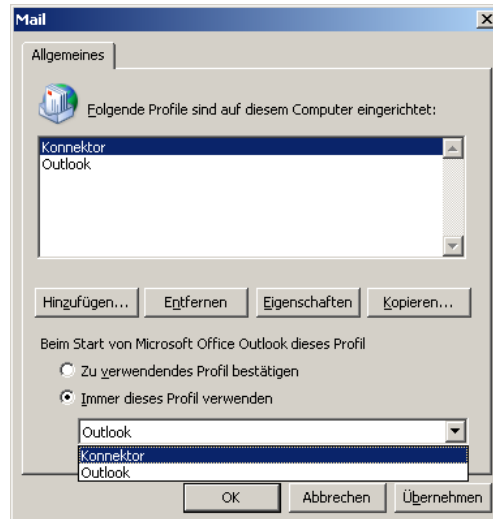 Mail
Allgemeines
Folgende Profile sind auf diesem Computer eingerichtet:
Konnektor
Outlook
Hinzufügen... Entfernen Eigenschaften Kopieren...
Beim Start von Microsoft Office Outlook dieses Profil
Zu verwendendes Profil bestätigen
Immer dieses Profil verwenden
Outlook
Konnektor
Outlook
OK Abbrechen Übernehmen